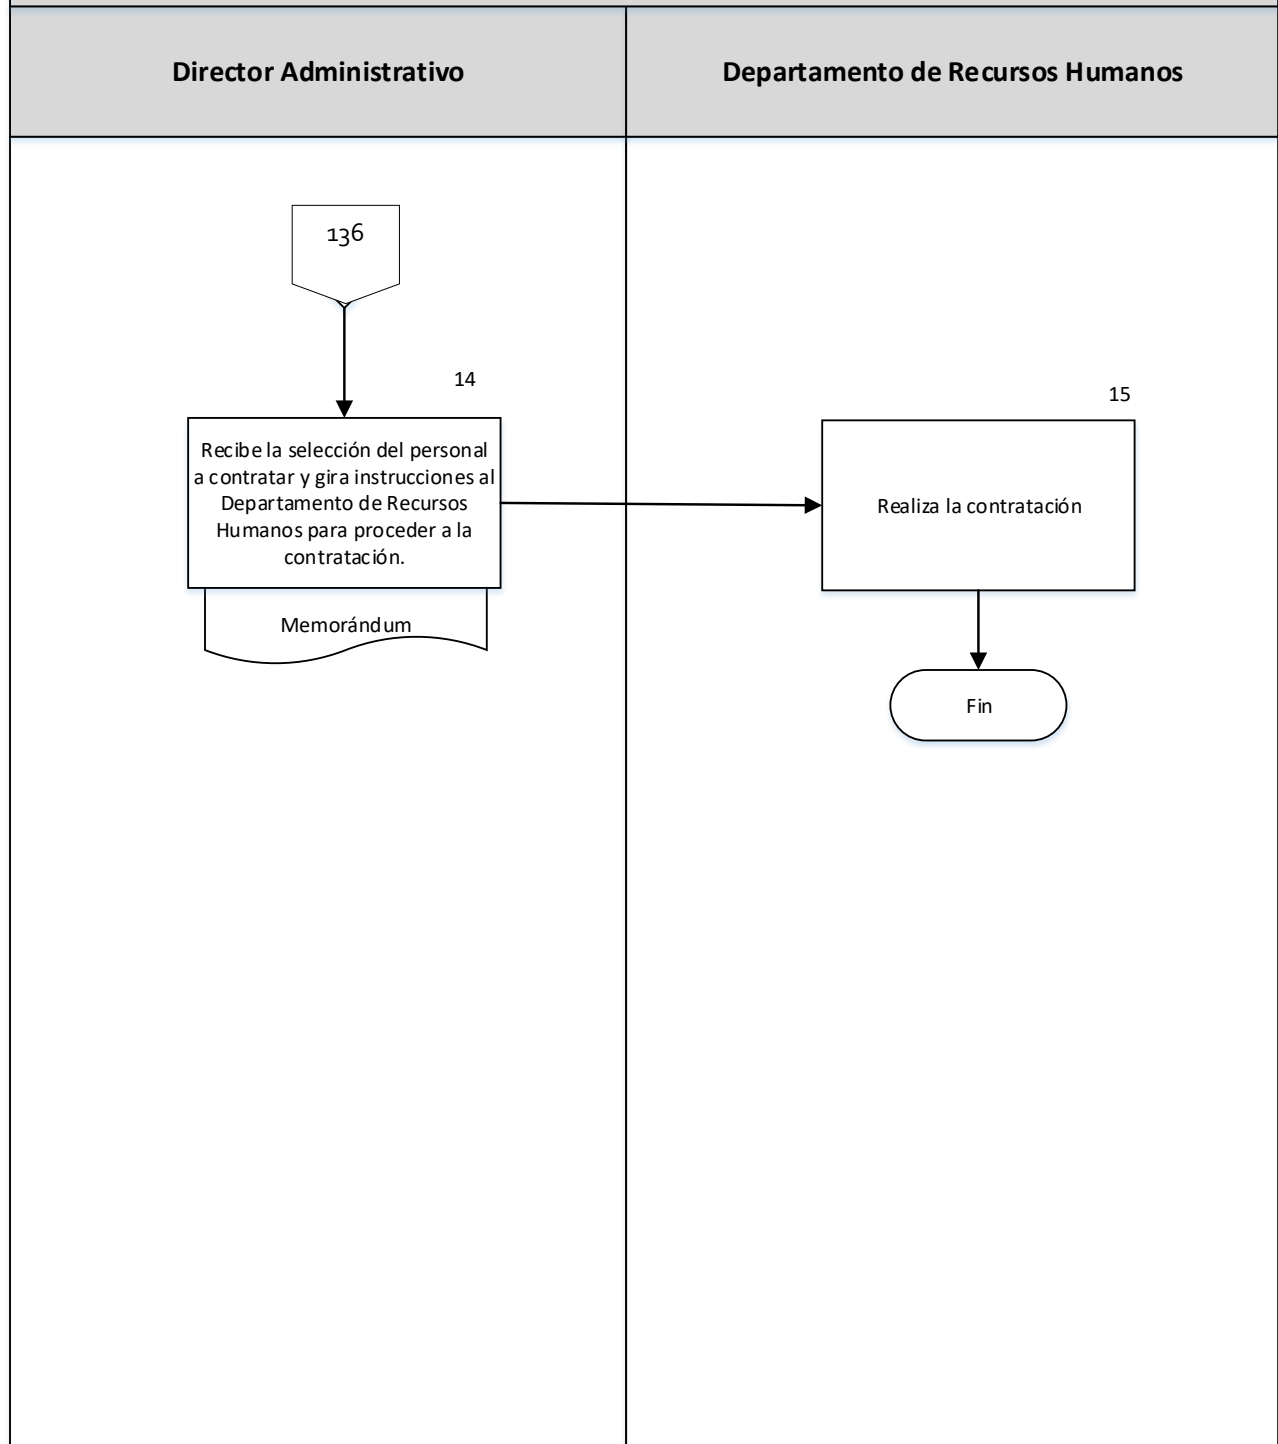 Director Administrativo
Departamento de Recursos Humanos
136
14
Recibe la selección del personal
a contratar y gira instrucciones al
Departamento de Recursos
Humanos para proceder a la
contratación.
Memorándum
15
Realiza la contratación
Fin